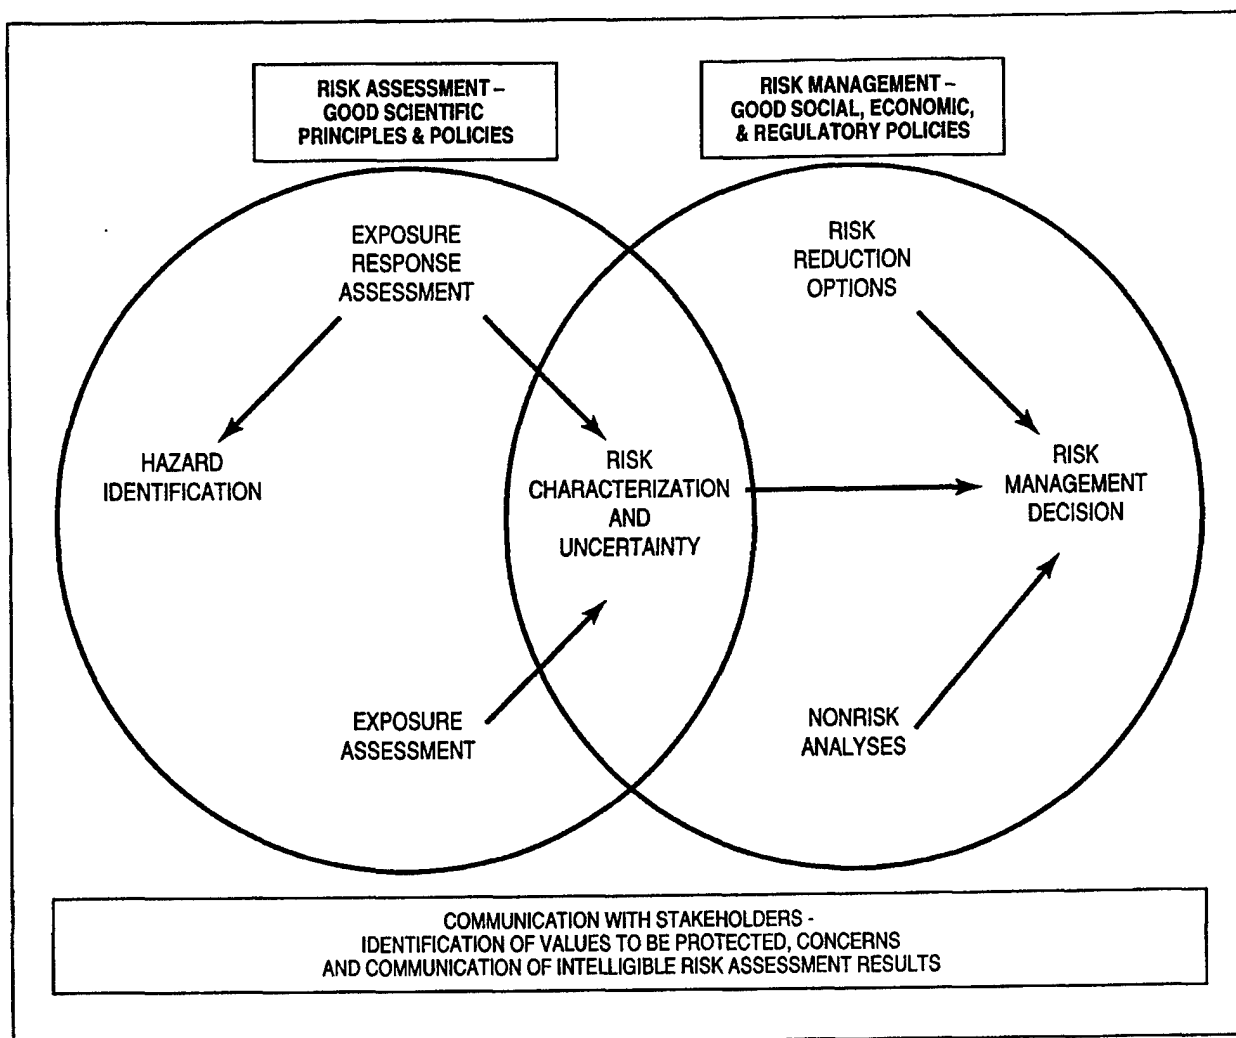 RISK ASSESSMENT –
GOOD SCIENTIFIC
PRINCIPLES & POLICIES
RISK MANAGEMENT –
GOOD SOCIAL, ECONOMIC,
& REGULATORY POLICIES
EXPOSURE
RESPONSE
ASSESSMENT
RISK
REDUCTION
OPTIONS
HAZARD
IDENTIFICATION
RISK
CHARACTERIZATION
AND
UNCERTAINTY
RISK
MANAGEMENT
DECISION
EXPOSURE
ASSESSMENT
NONRISK
ANALYSES
COMMUNICATION WITH STAKEHOLDERS -
IDENTIFICATION OF VALUES TO BE PROTECTED, CONCERNS
AND COMMUNICATION OF INTELLIGIBLE RISK ASSESSMENT RESULTS